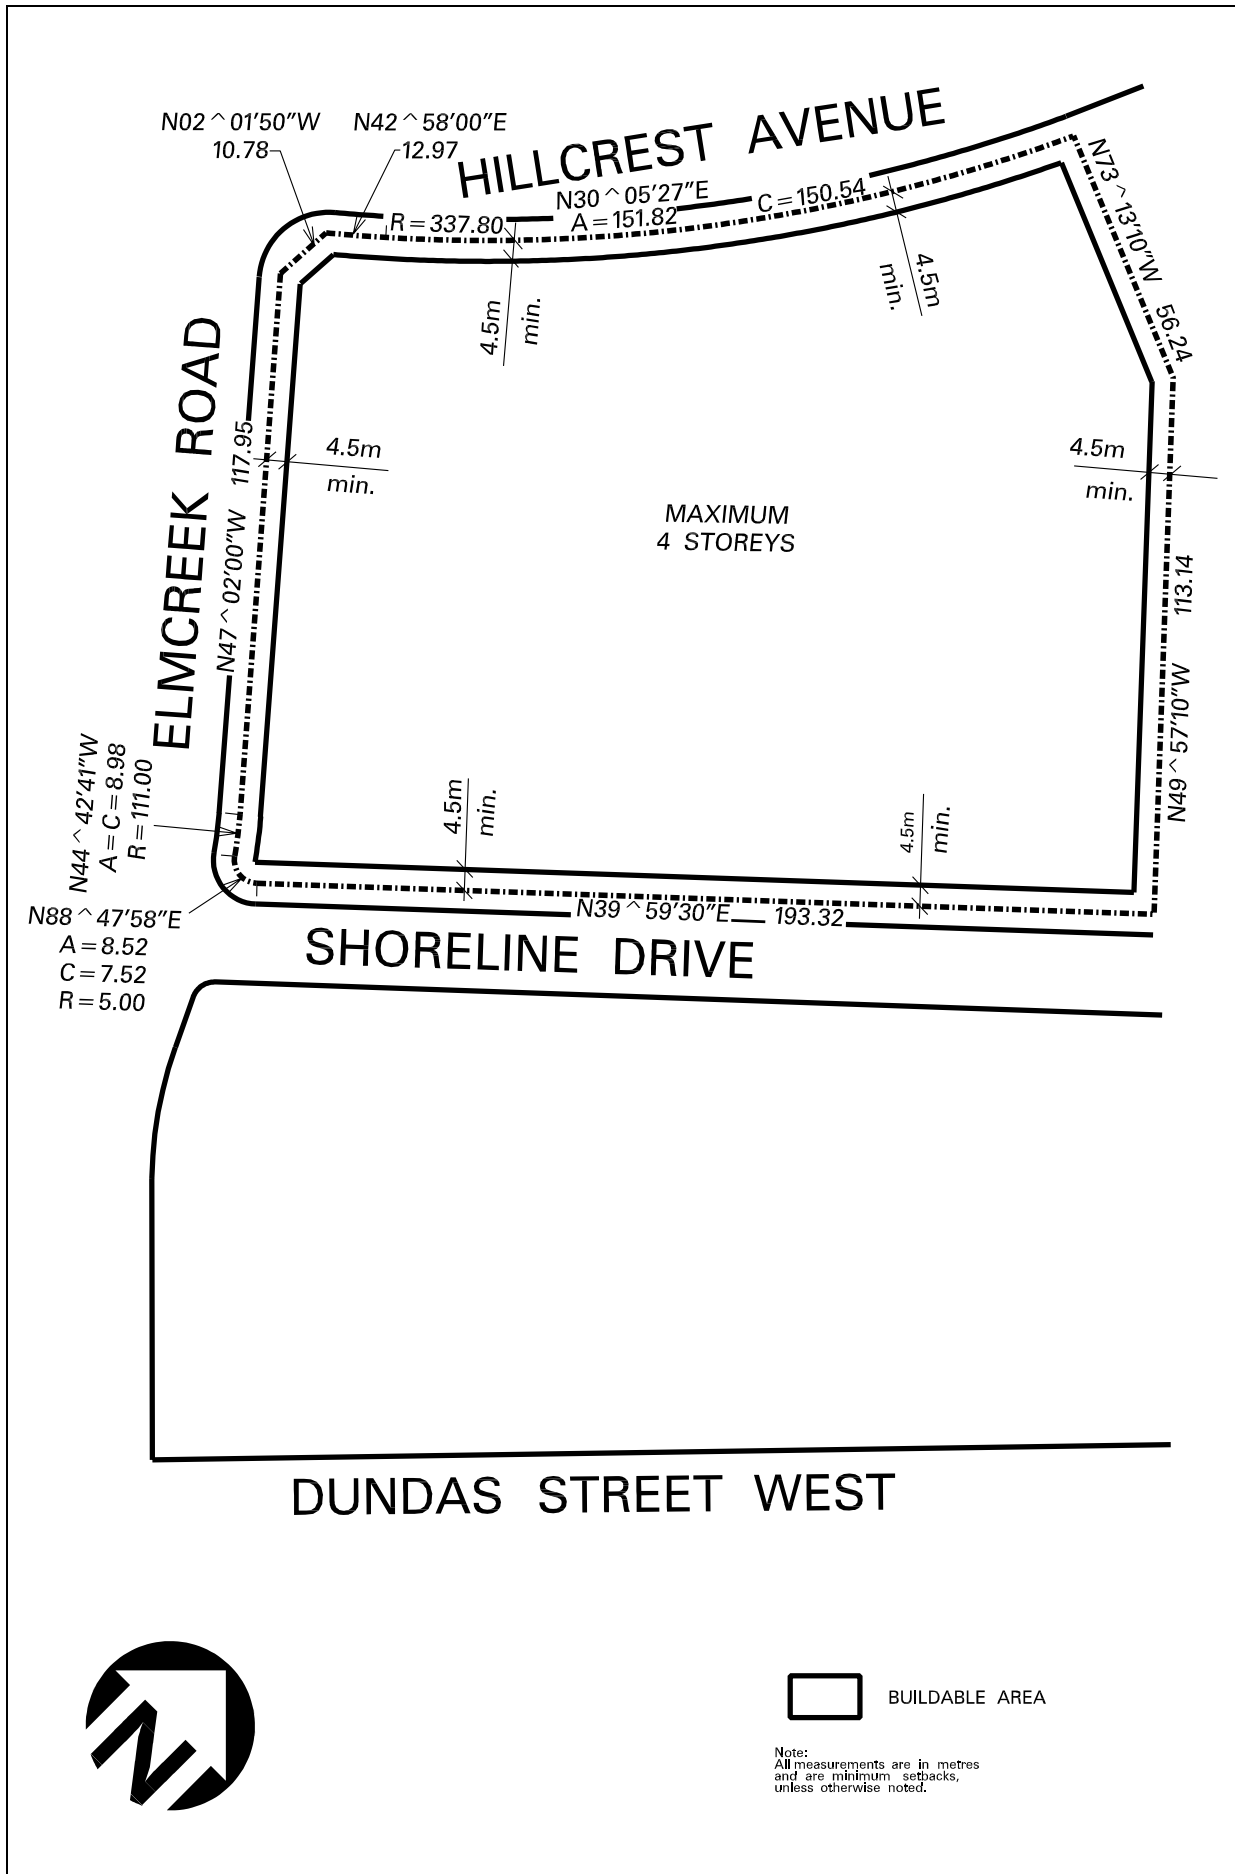 N02^01'50"W
10.78
N42^58'00"E
12.97
HILLCREST AVENUE
N30^05'27"E
R=337.80
A=151.82
C=150.54
N73^13'10"W 56.24
4.5m
min.
4.5m
min.
ELMCREEK ROAD
N47^02'00"W 117.95
4.5m
min.
4.5m
min.
MAXIMUM
4 STOREYS
N49^57'10"W 113.14
N44^42'41"W
A=C=8.98
R=111.00
4.5m
min.
4.5m
min.
N88^47'58"E
A=8.52
C=7.52
R=5.00
N39^59'30"E 193.32
SHORELINE DRIVE
DUNDAS STREET WEST
N
BUILDABLE AREA
Note:
All measurements are in metres
and are minimum setbacks,
unless otherwise noted.